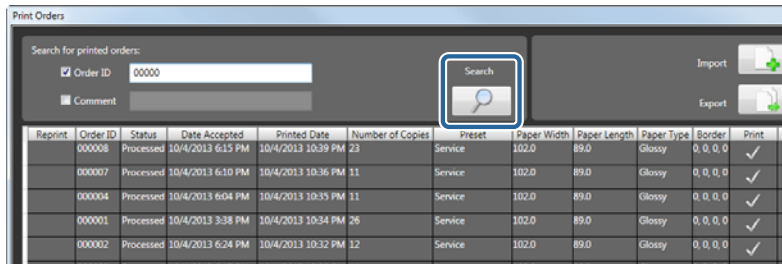 Print Orders
Search for printed orders:
Order ID 00000
Search
Import
Comment
Export
Reprint Order ID Status Date Accepted Printed Date Number of Copies Preset Paper Width Paper Length Paper Type Border Print
000008 Processed 10/4/2013 6:15 PM 10/4/2013 10:39 PM 23 Service 102.0 89.0 Glossy 0, 0, 0, 0
000007 Processed 10/4/2013 6:10 PM 10/4/2013 10:36 PM 11 Service 102.0 89.0 Glossy 0, 0, 0, 0
000004 Processed 10/4/2013 6:04 PM 10/4/2013 10:35 PM 11 Service 102.0 89.0 Glossy 0, 0, 0, 0
000001 Processed 10/4/2013 3:38 PM 10/4/2013 10:34 PM 26 Service 102.0 89.0 Glossy 0, 0, 0, 0
000002 Processed 10/4/2013 6:24 PM 10/4/2013 10:32 PM 12 Service 102.0 89.0 Glossy 0, 0, 0, 0